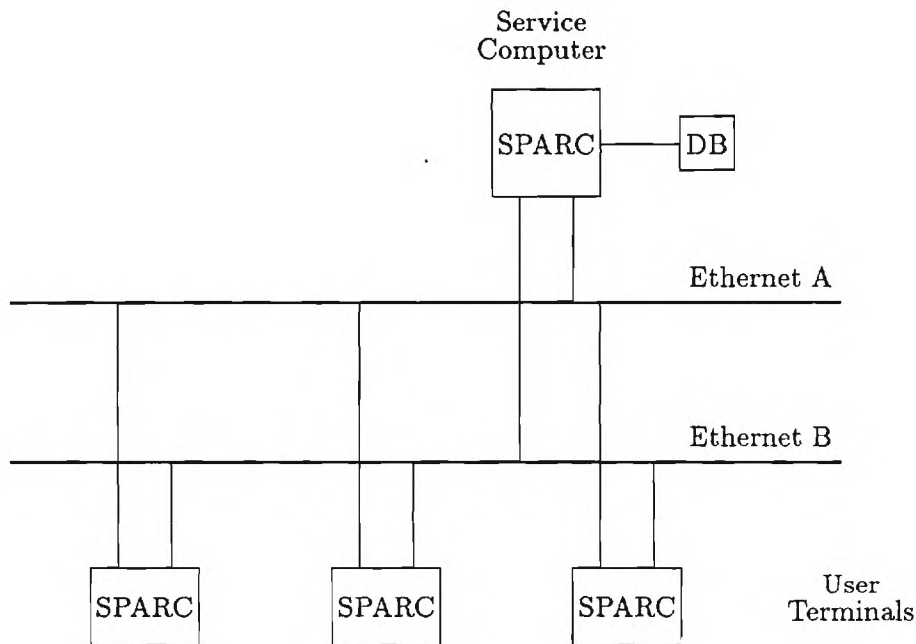 Service
Computer
SPARC
DB
Ethernet A
Ethernet B
SPARC SPARC SPARC
User
Terminals